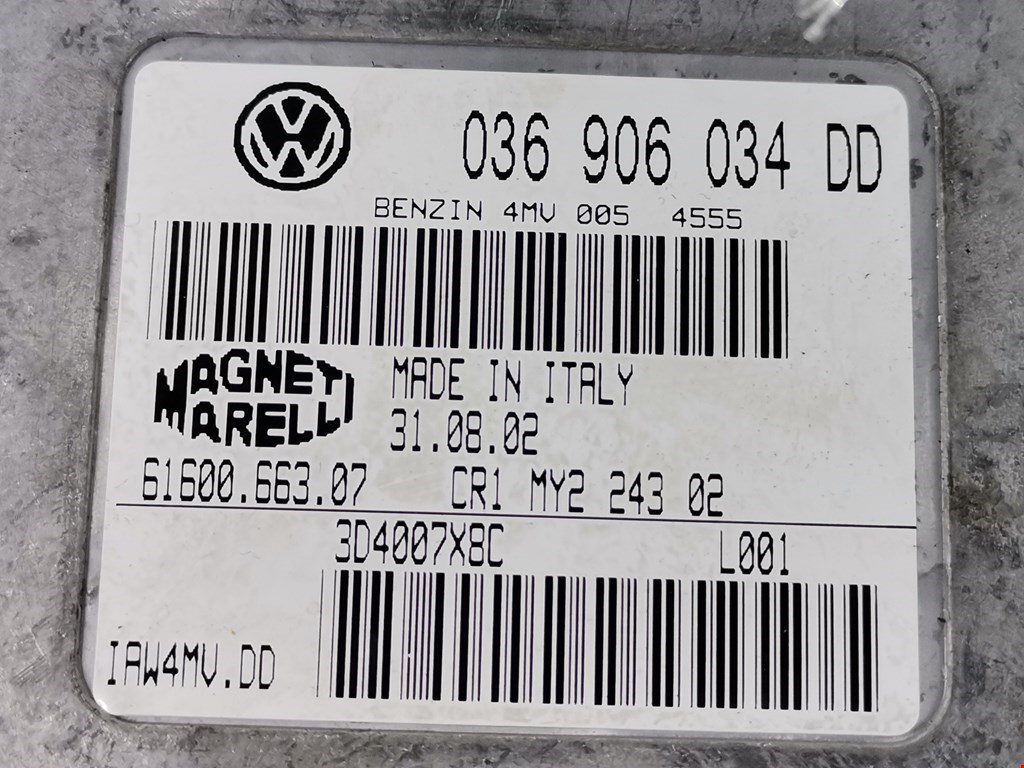 VW
036 906 034 DD
BENZIN 4MV 005 4555
MAGNETI
MARELLI
MADE IN ITALY
31.08.02
61600.663.07 CR1 MY2 243 02
3D4007X8C L001
IAW4MV.DD